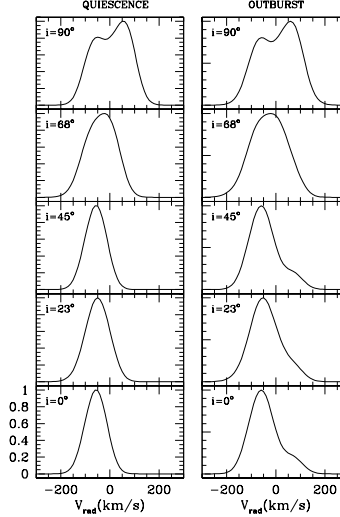 QUIESCENCE OUTBURST
i=90° i=90°
i=68° i=68°
i=45° i=45°
i=23° i=23°
1
i=0° i=0°
0.8
0.6
0.4
0.2
0
−200 0 200 −200 0 200
V_rad(km/s) V_rad(km/s)